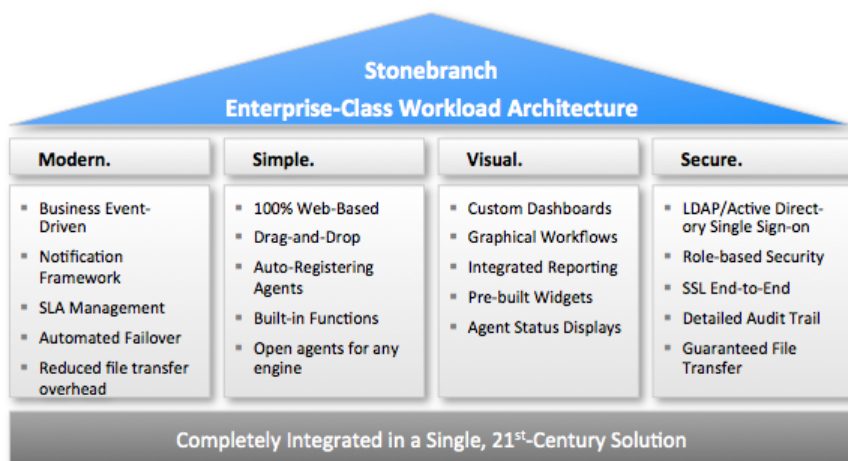 Stonebranch
Enterprise-Class Workload Architecture
Modern.
Business Event-
Driven
Notification
Framework
SLA Management
Automated Failover
Reduced file transfer
overhead
Simple.
100% Web-Based
Drag-and-Drop
Auto-Registering
Agents
Built-in Functions
Open agents for any
engine
Visual.
Custom Dashboards
Graphical Workflows
Integrated Reporting
Pre-built Widgets
Agent Status Displays
Secure.
LDAP/Active Direct-
ory Single Sign-on
Role-based Security
SSL End-to-End
Detailed Audit Trail
Guaranteed File
Transfer
Completely Integrated in a Single, 21st-Century Solution